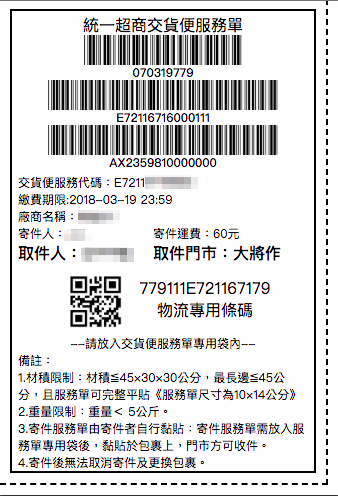 統一超商交貨便服務單
070319779
E72116716000111
AX2359810000000
交貨便服務代碼：E7211
繳費期限:2018-03-19 23:59
廠商名稱：
寄件人： 寄件運費：60元
取件人： 取件門市：大將作
779111E721167179
物流專用條碼
--請放入交貨便服務單專用袋內--
備註：
1.材積限制：材積≦45×30×30公分，最長邊≦45公
分，且服務單可完整平貼《服務單尺寸為10×14公分》
2.重量限制：重量< 5公斤。
3.寄件服務單由寄件者自行黏貼：寄件服務單需放入服
務單專用袋後，黏貼於包裹上，門市方可收件。
4.寄件後無法取消寄件及更換包裹。